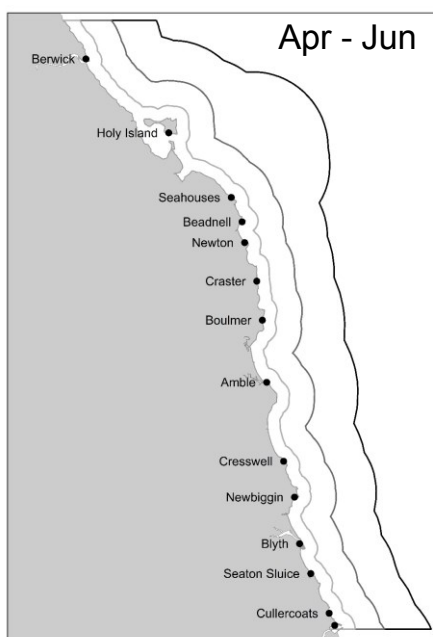 Apr - Jun
Berwick
Holy Island
Seahouses
Beadnell
Newton
Craster
Boulmer
Amble
Cresswell
Newbiggin
Blyth
Seaton Sluice
Cullercoats